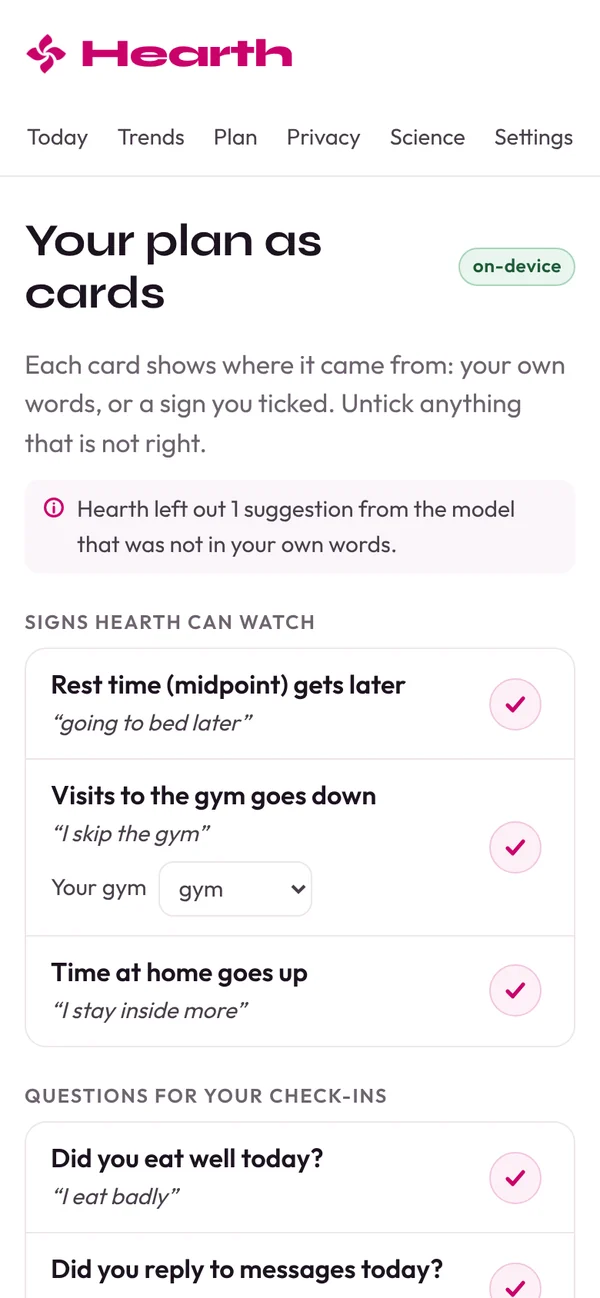 Hearth
Today Trends Plan Privacy Science Settings
Your plan as
cards
on-device
Each card shows where it came from: your own
words, or a sign you ticked. Untick anything
that is not right.
Hearth left out 1 suggestion from the model
that was not in your own words.
SIGNS HEARTH CAN WATCH
Rest time (midpoint) gets later
“going to bed later”
Visits to the gym goes down
“I skip the gym”
Your gym gym
Time at home goes up
“I stay inside more”
QUESTIONS FOR YOUR CHECK-INS
Did you eat well today?
“I eat badly”
Did you reply to messages today?